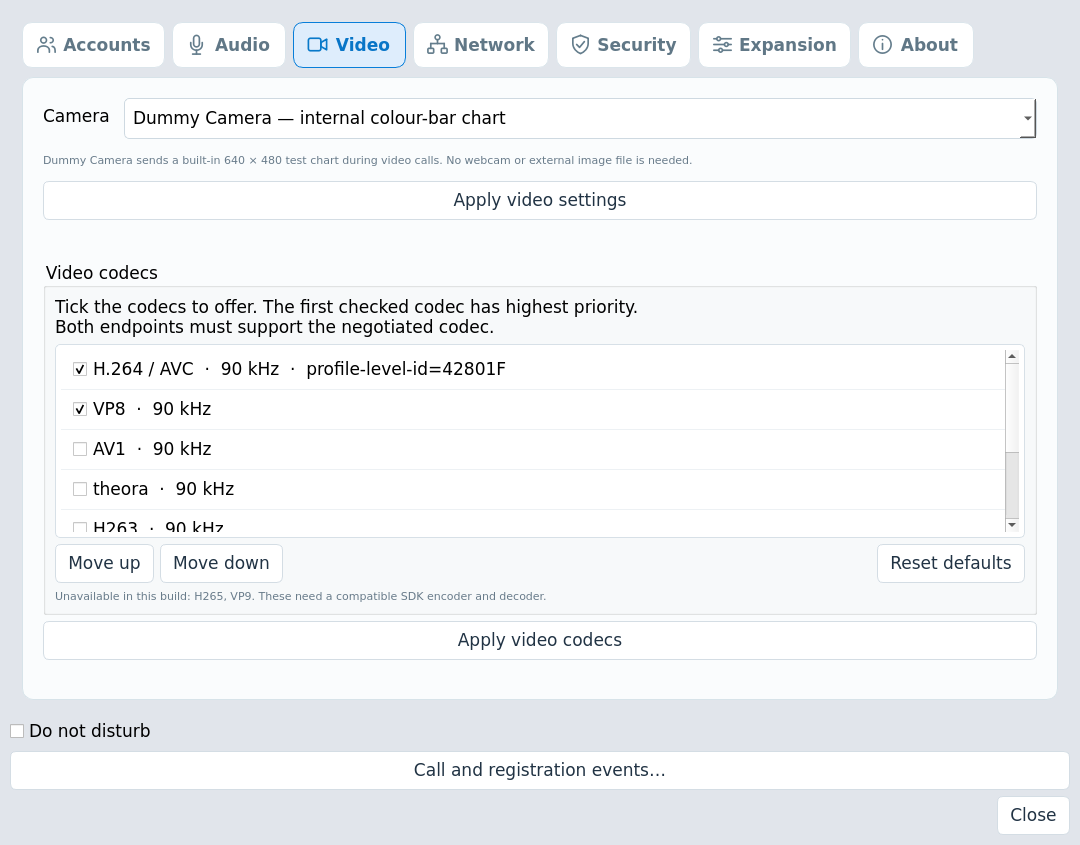 Accounts Audio Video Network Security Expansion About
Camera Dummy Camera — internal colour-bar chart
Dummy Camera sends a built-in 640 × 480 test chart during video calls. No webcam or external image file is needed.
Apply video settings
Video codecs
Tick the codecs to offer. The first checked codec has highest priority.
Both endpoints must support the negotiated codec.
H.264 / AVC · 90 kHz · profile-level-id=42801F
VP8 · 90 kHz
AV1 · 90 kHz
theora · 90 kHz
H263 · 90 kHz
Move up Move down Reset defaults
Unavailable in this build: H265, VP9. These need a compatible SDK encoder and decoder.
Apply video codecs
Do not disturb
Call and registration events...
Close